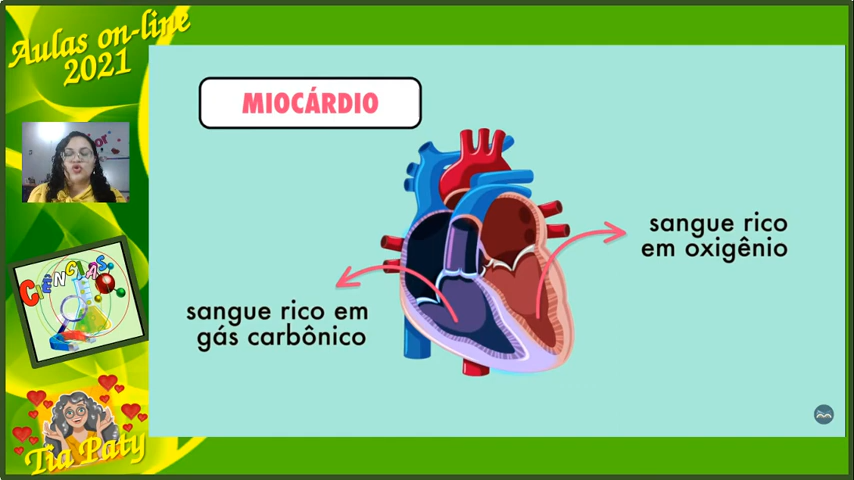 Aulas on-line
2021
MIOCÁRDIO
sangue rico
em oxigênio
sangue rico em
gás carbônico
CIÊNCIAS
Tia Paty